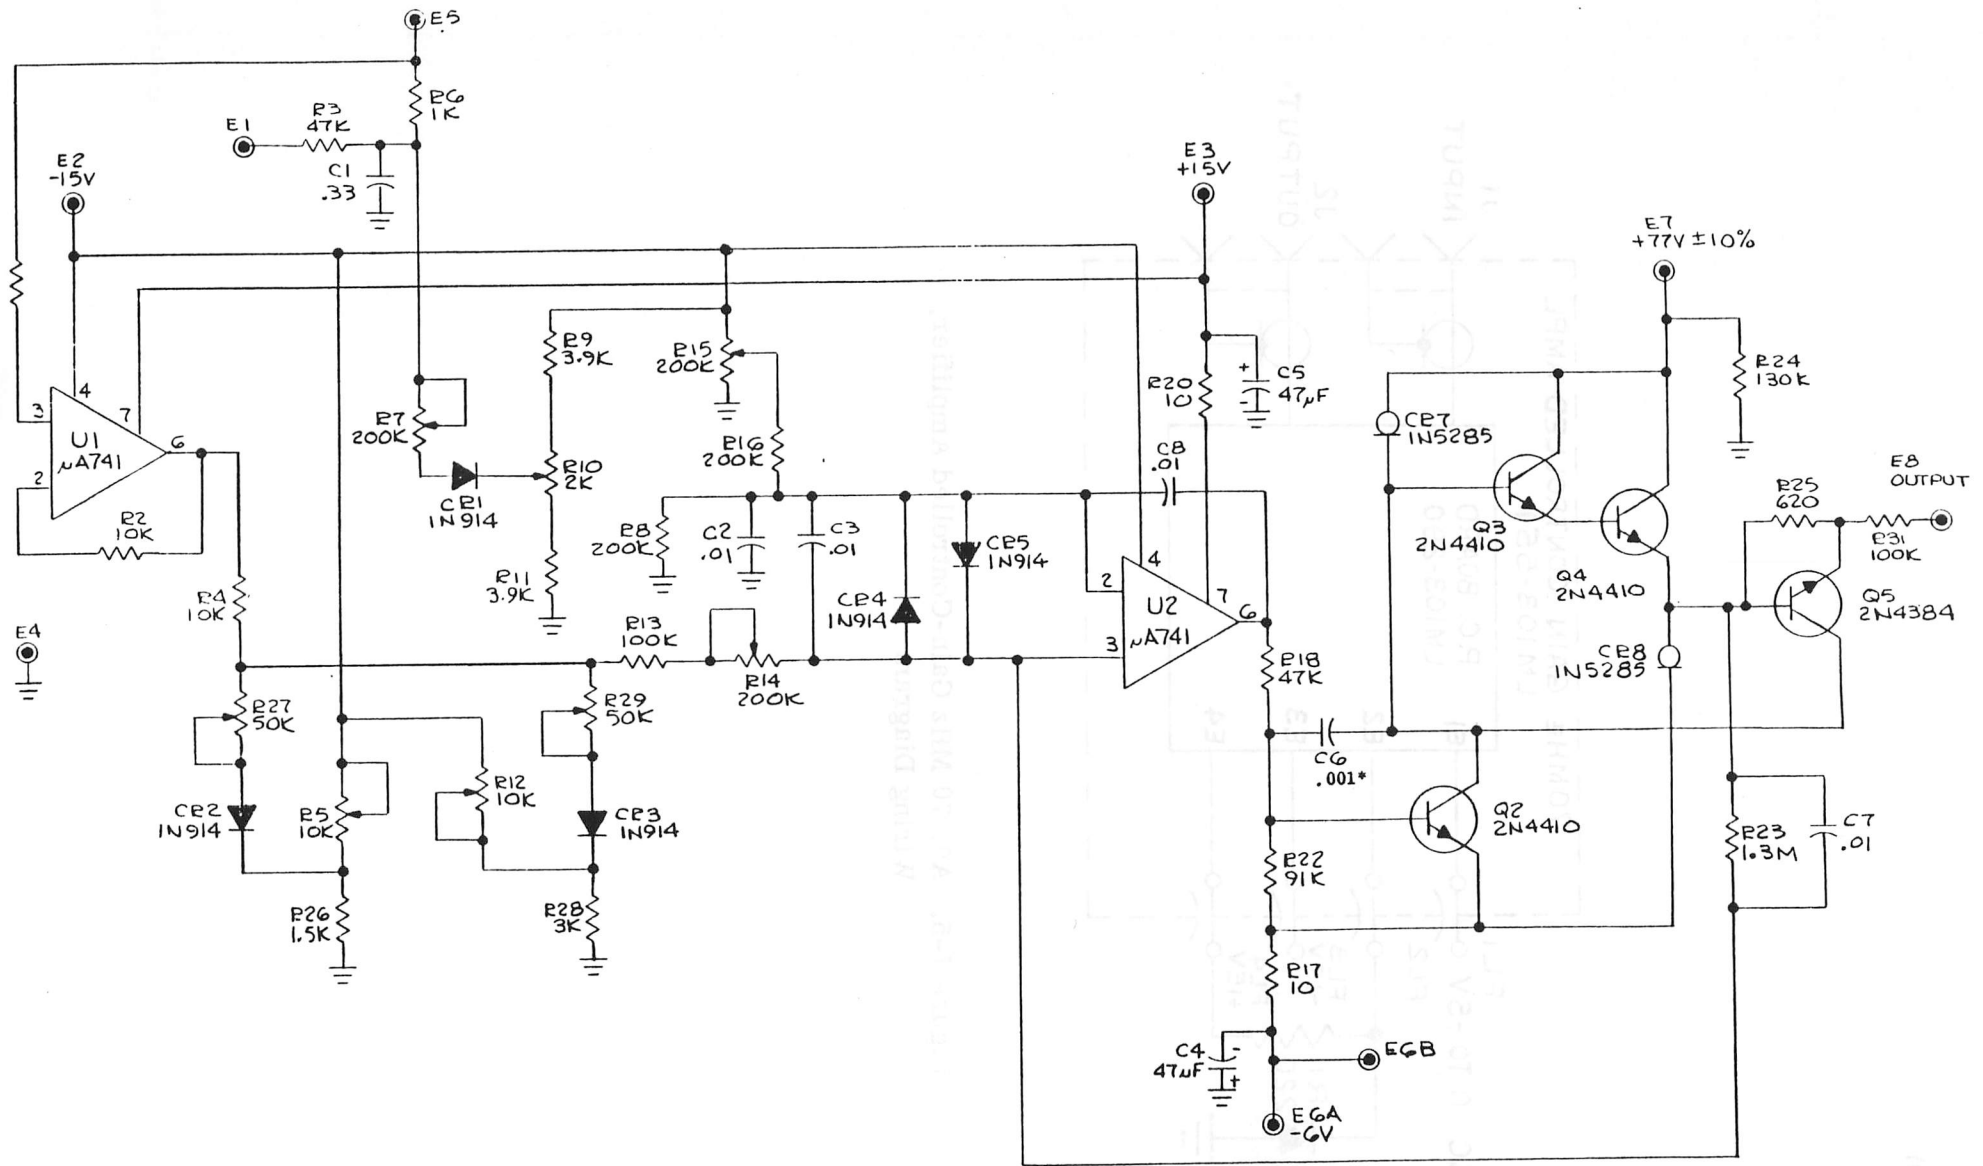 E5
R6
1K
R3
47K
E1
C1
.33
E2
-15V
E3
+15V
E7
+77V ±10%
R24
130K
R9
3.9K
R15
200K
R20
10
C5
+
-
47µF
CR7
1N5285
3
4
7
U1
µA741
6
2
R2
10K
R7
200K
CR1
1N914
R10
2K
R16
200K
C8
.01
Q3
2N4410
Q4
2N4410
R25
620
E8
OUTPUT
R31
100K
Q5
2N4384
R8
200K
C2
.01
C3
.01
CR5
1N914
CR4
1N914
R11
3.9K
R4
10K
E4
2
4
7
U2
µA741
6
3
R13
100K
R14
200K
R18
47K
CR8
1N5285
R27
50K
R29
50K
C6
.001*
CR2
1N914
R5
10K
R12
10K
CR3
1N914
Q2
2N4410
R23
1.3M
C7
.01
R22
91K
R26
1.5K
R28
3K
R17
10
C4
47µF
-
+
E6B
E6A
-6V